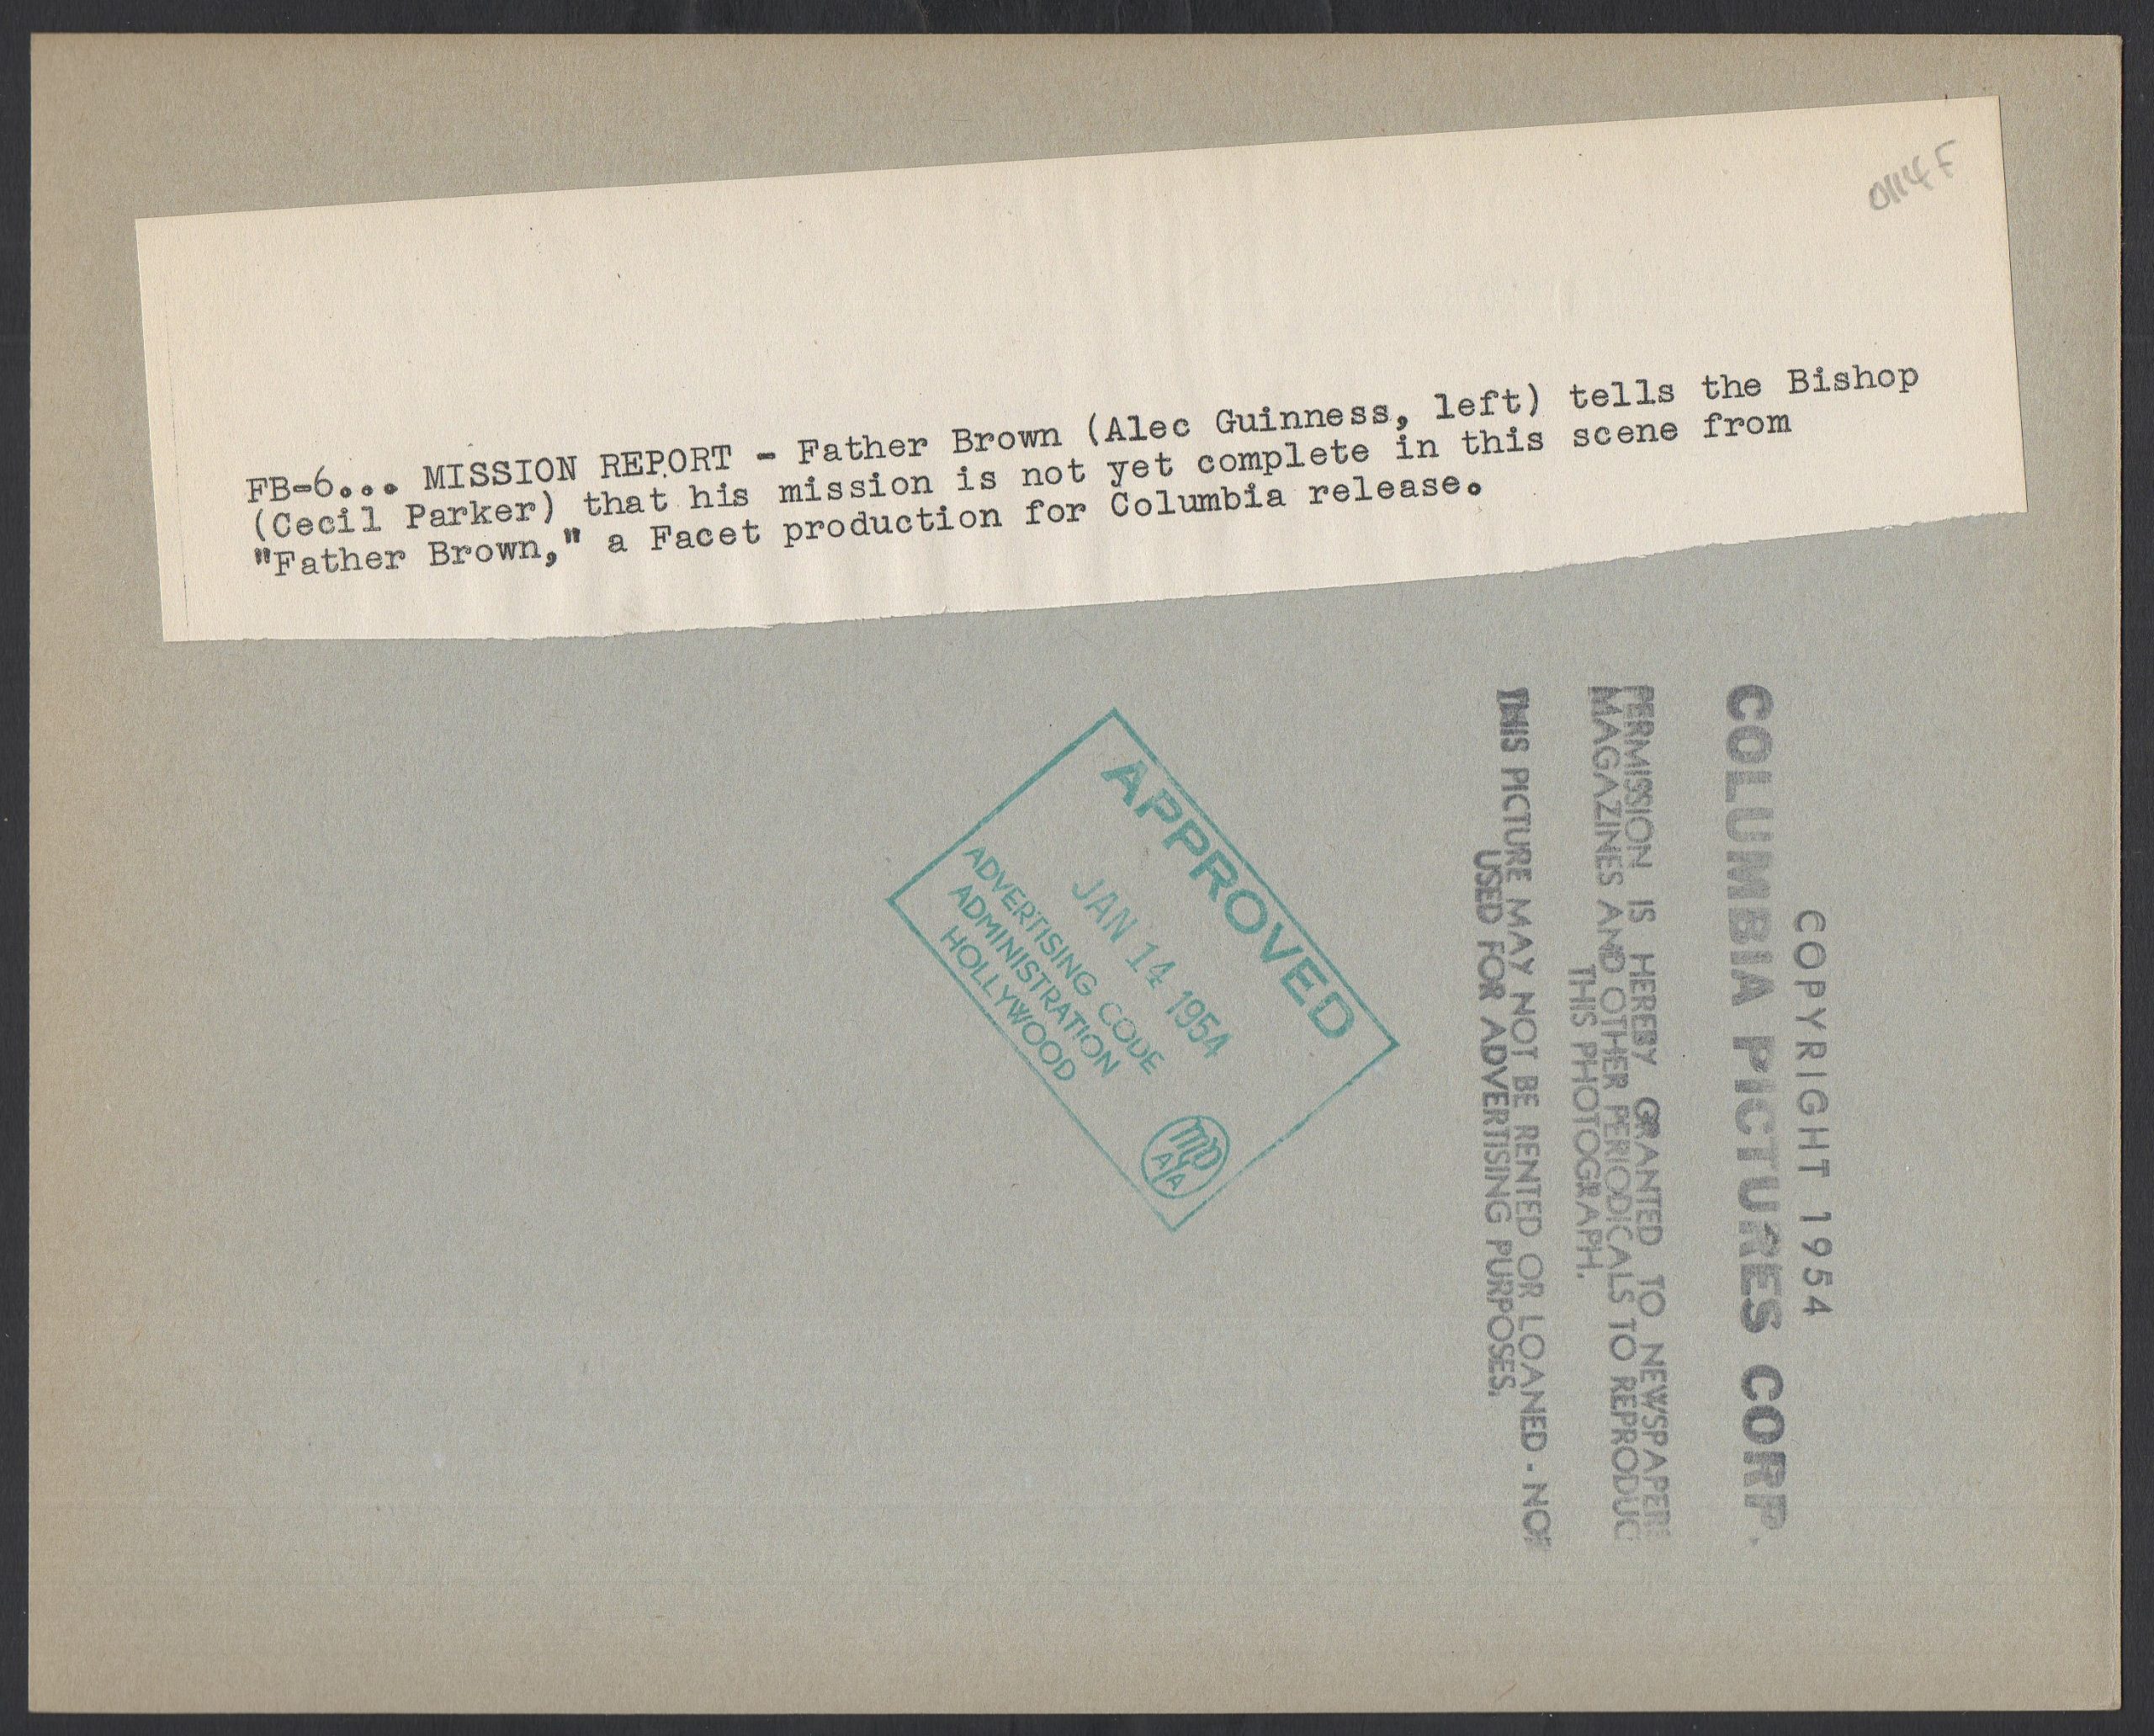 O1114 F
FB-6... MISSION REPORT - Father Brown (Alec Guinness, left) tells the Bishop
(Cecil Parker) that his mission is not yet complete in this scene from
"Father Brown," a Facet production for Columbia release.
APPROVED
JAN 14 1954
ADVERTISING CODE
ADMINISTRATION
HOLLYWOOD
COPYRIGHT 1954
COLUMBIA PICTURES CORP.
PERMISSION IS HEREBY GRANTED TO NEWSPAPERS
MAGAZINES AND OTHER PERIODICALS TO REPRODUC
THIS PHOTOGRAPH.
THIS PICTURE MAY NOT BE RENTED OR LOANED - NOR
USED FOR ADVERTISING PURPOSES.